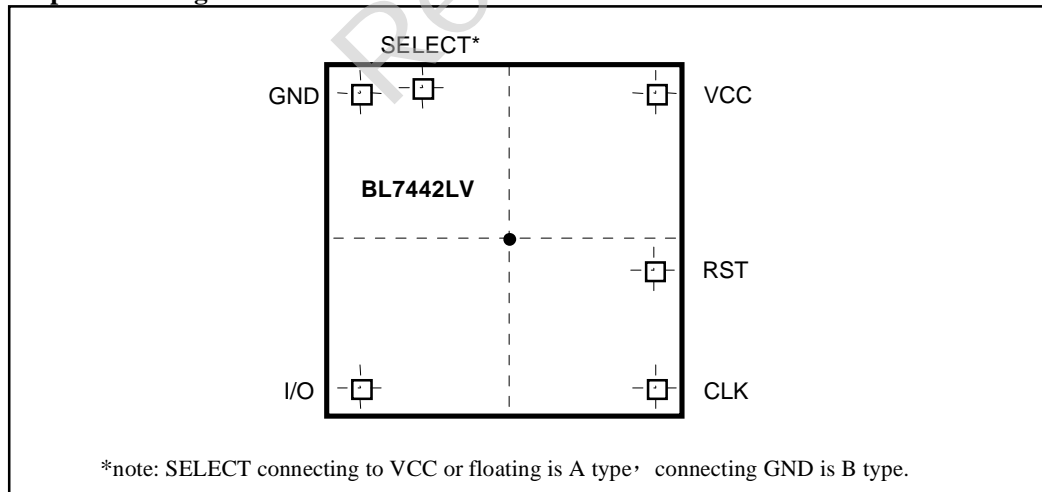 SELECT*
GND VCC
BL7442LV
RST
I/O CLK
*note: SELECT connecting to VCC or floating is A type，connecting GND is B type.